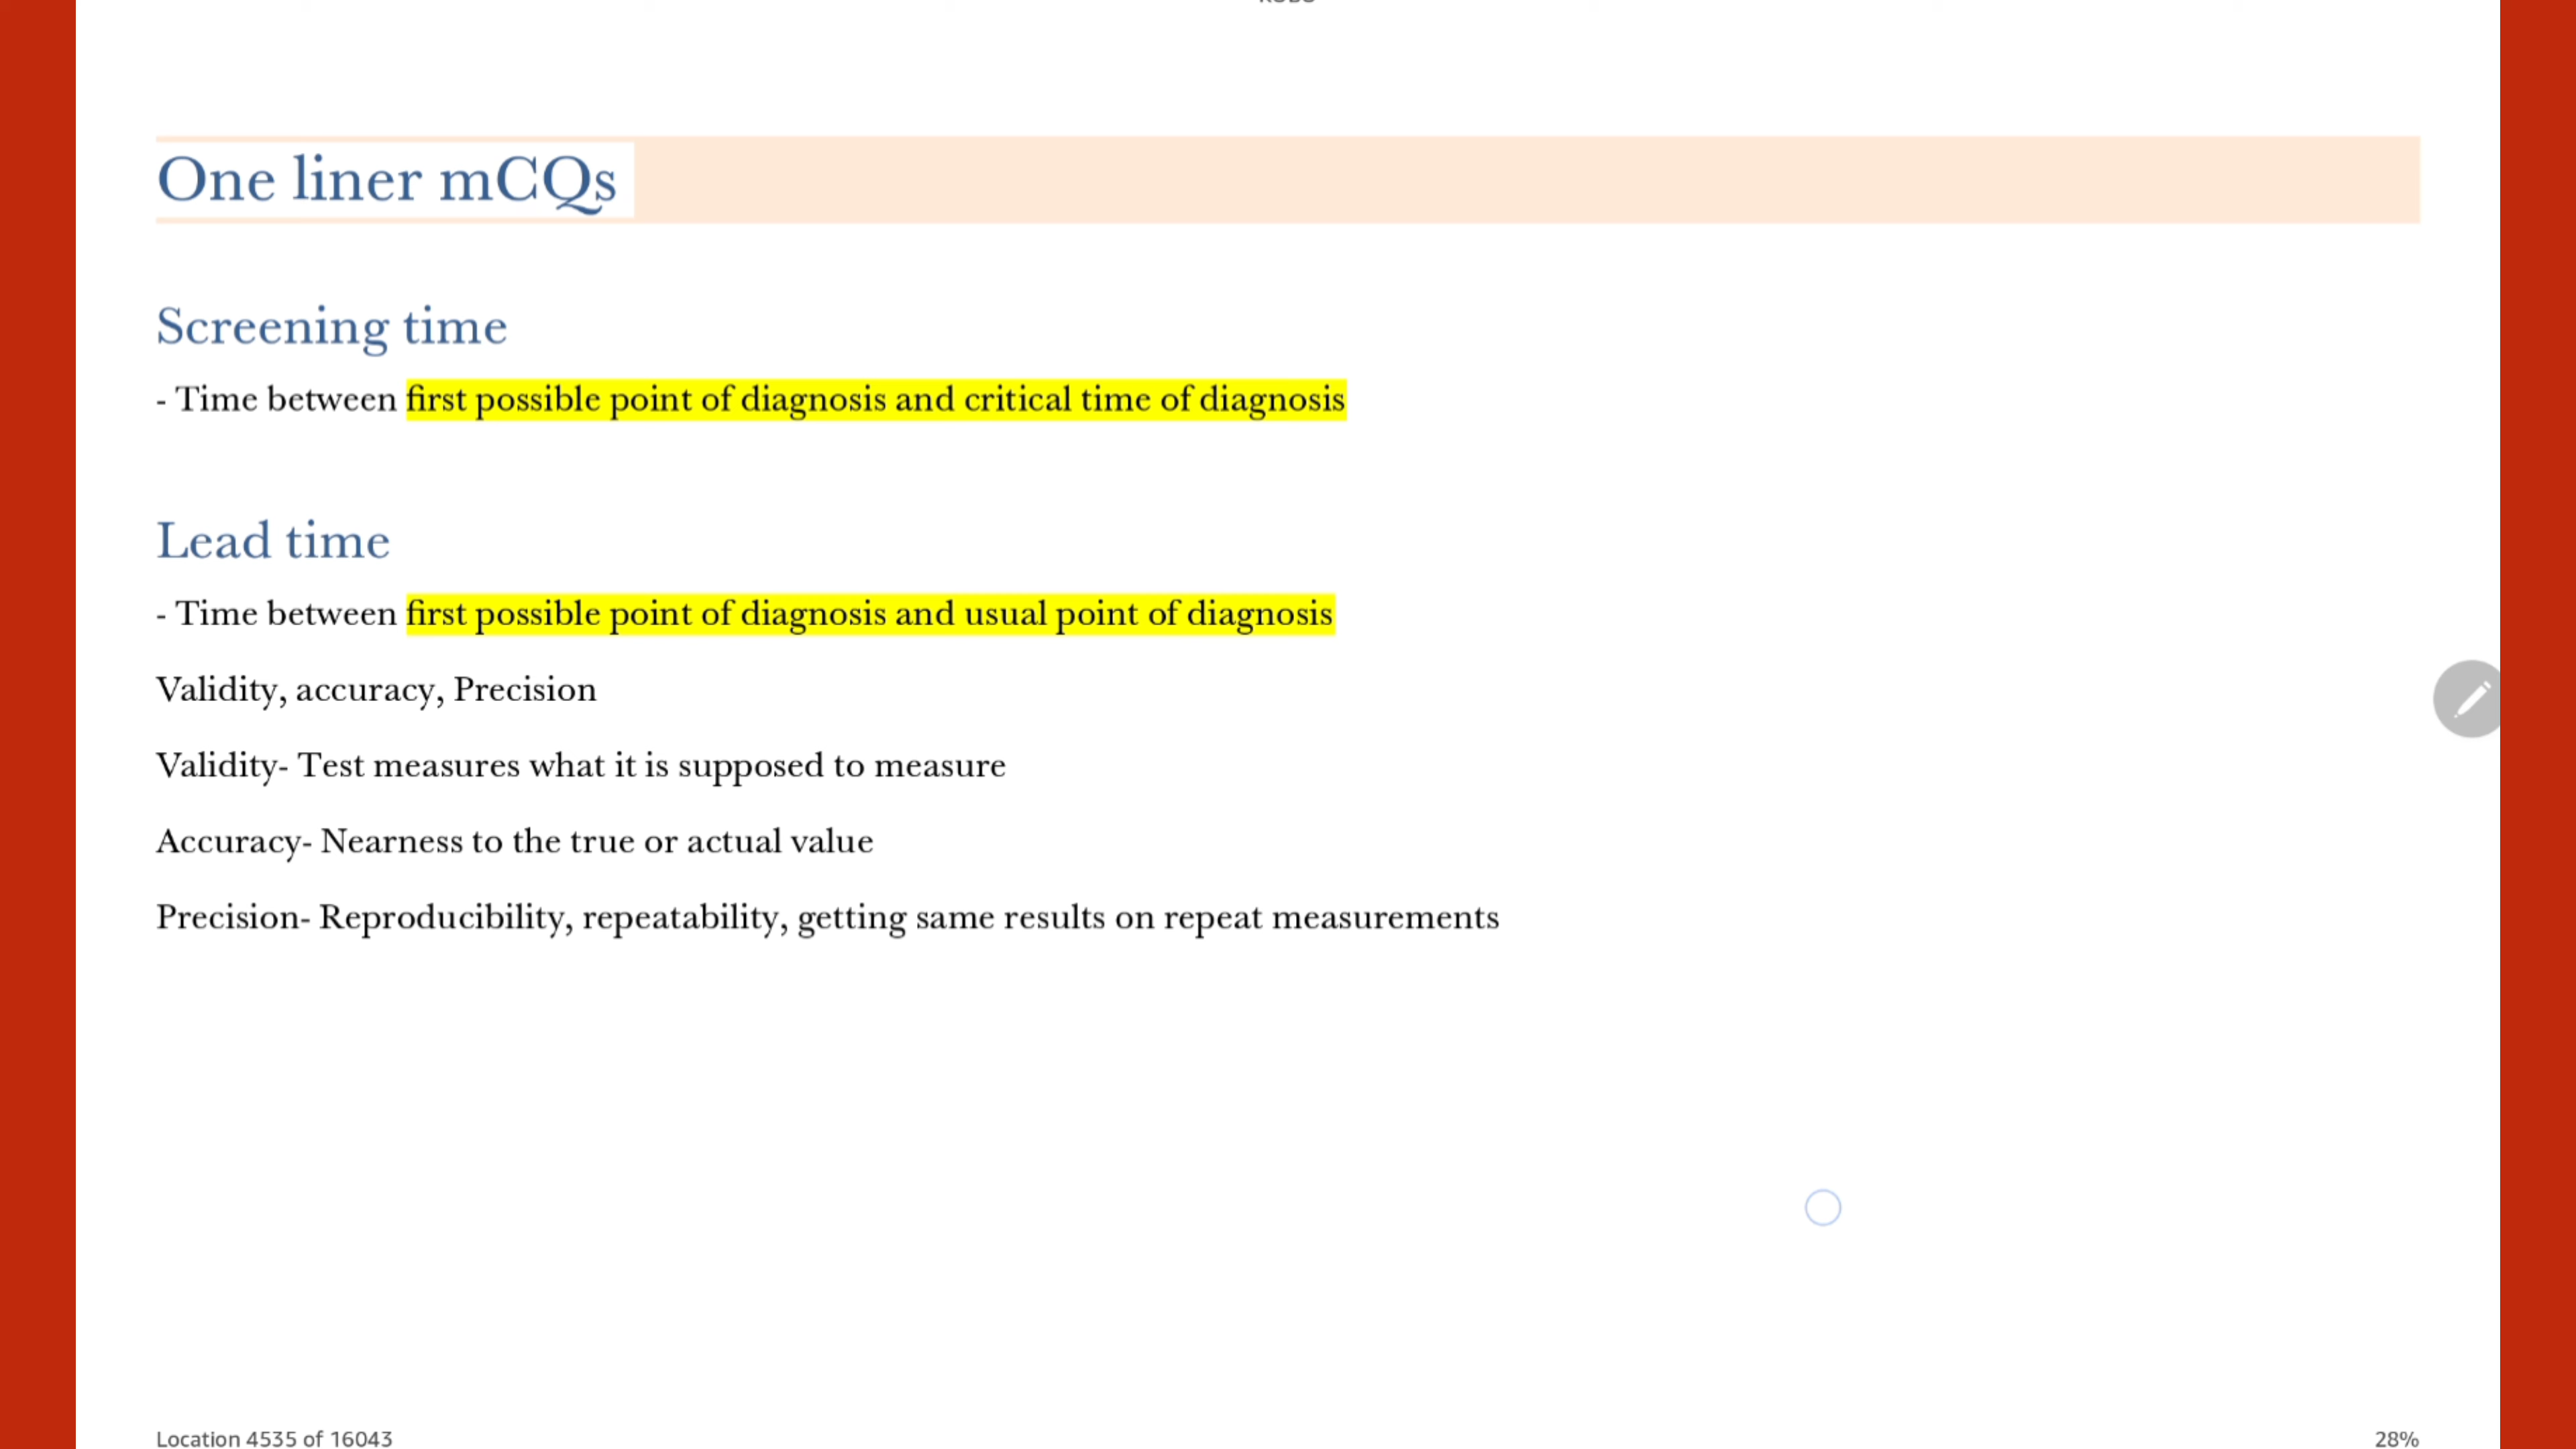 One liner mCQs
Screening time
- Time between first possible point of diagnosis and critical time of diagnosis
Lead time
- Time between first possible point of diagnosis and usual point of diagnosis
Validity, accuracy, Precision
Validity- Test measures what it is supposed to measure
Accuracy- Nearness to the true or actual value
Precision- Reproducibility, repeatability, getting same results on repeat measurements
Location 4535 of 16043
28%